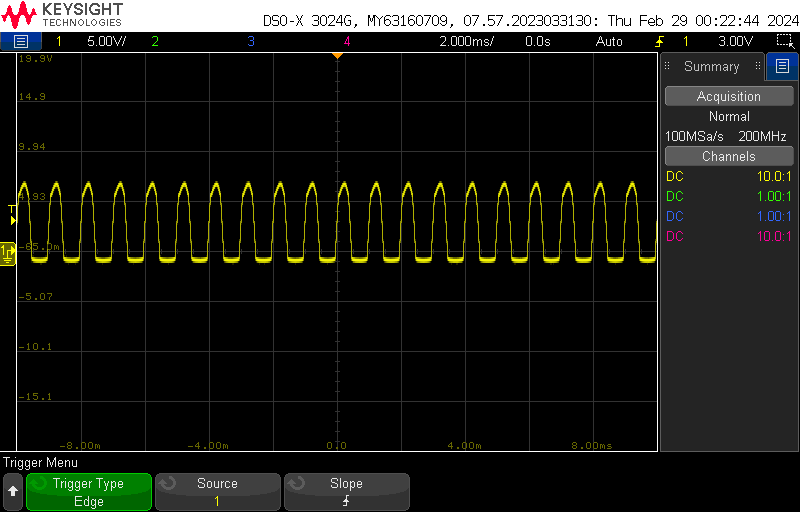 KEYSIGHT
TECHNOLOGIES
DSO-X 3024G, MY63160709, 07.57.2023033130: Thu Feb 29 00:22:44 2024
1 5.00V/ 2 3 4 2.000ms/ 0.0s Auto 1 3.00V
19.9V
14.9
9.94
4.93
-65.0m
-5.07
-10.1
-15.1
-8.00m -4.00m 0.0 4.00m 8.00ms
T
1
Summary
Acquisition
Normal
100MSa/s 200MHz
Channels
DC 10.0:1
DC 1.00:1
DC 1.00:1
DC 10.0:1
Trigger Menu
Trigger Type
Edge
Source
1
Slope